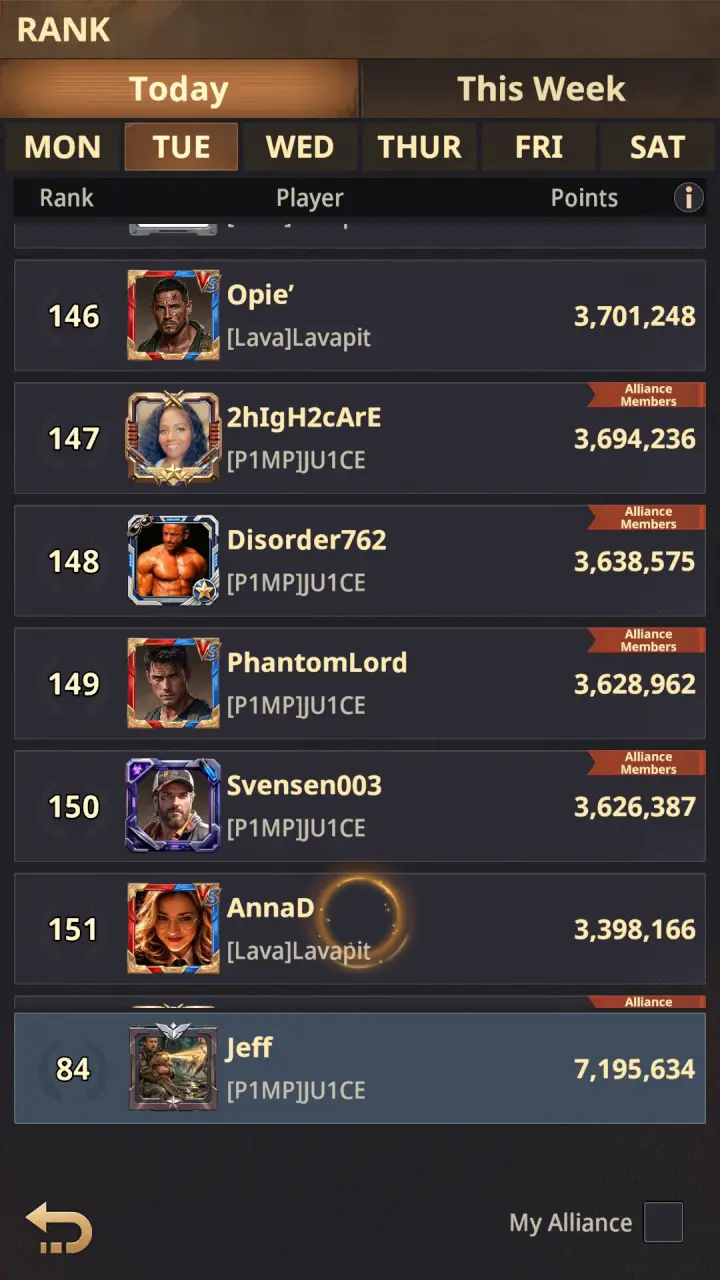 RANK
Today
This Week
MON
TUE
WED
THUR
FRI
SAT
Rank
Player
Points
146
Opie’
[Lava]Lavapit
3,701,248
Alliance
Members
147
2hIgH2cArE
[P1MP]JU1CE
3,694,236
Alliance
Members
148
Disorder762
[P1MP]JU1CE
3,638,575
Alliance
Members
149
VS
PhantomLord
[P1MP]JU1CE
3,628,962
Alliance
Members
150
Svensen003
[P1MP]JU1CE
3,626,387
151
VS
AnnaD
[Lava]Lavapit
3,398,166
Alliance
84
Jeff
[P1MP]JU1CE
7,195,634
My Alliance